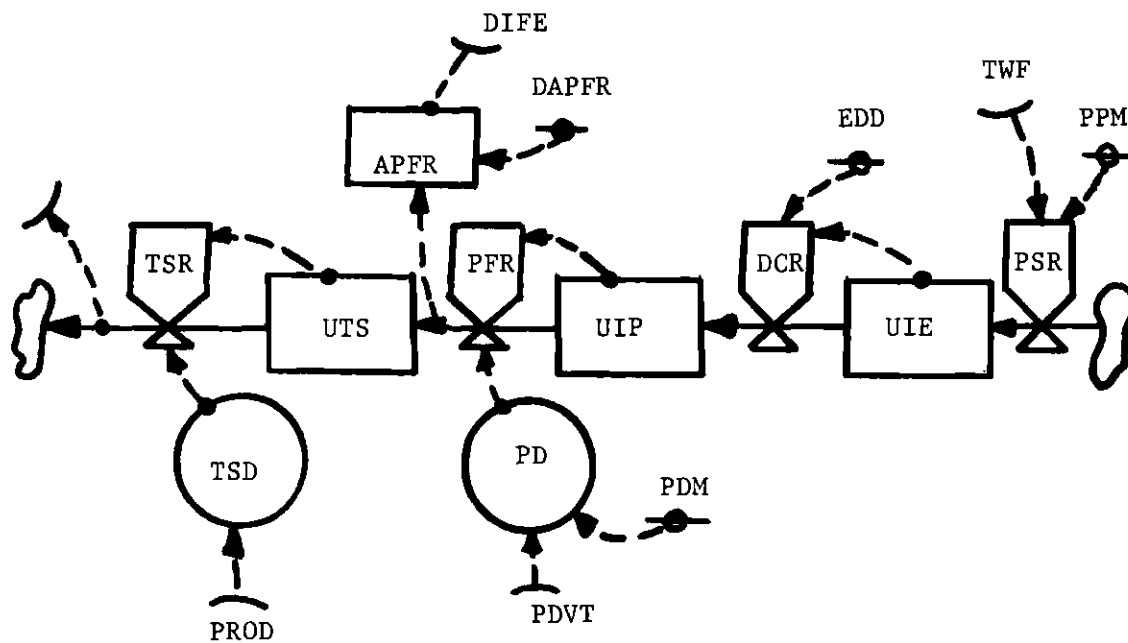 DIFE
TWF
DAPFR
EDD
PPM
APFR
TSR
PFR
DCR
PSR
UTS
UIP
UIE
TSD
PD
PDM
PROD
PDVT